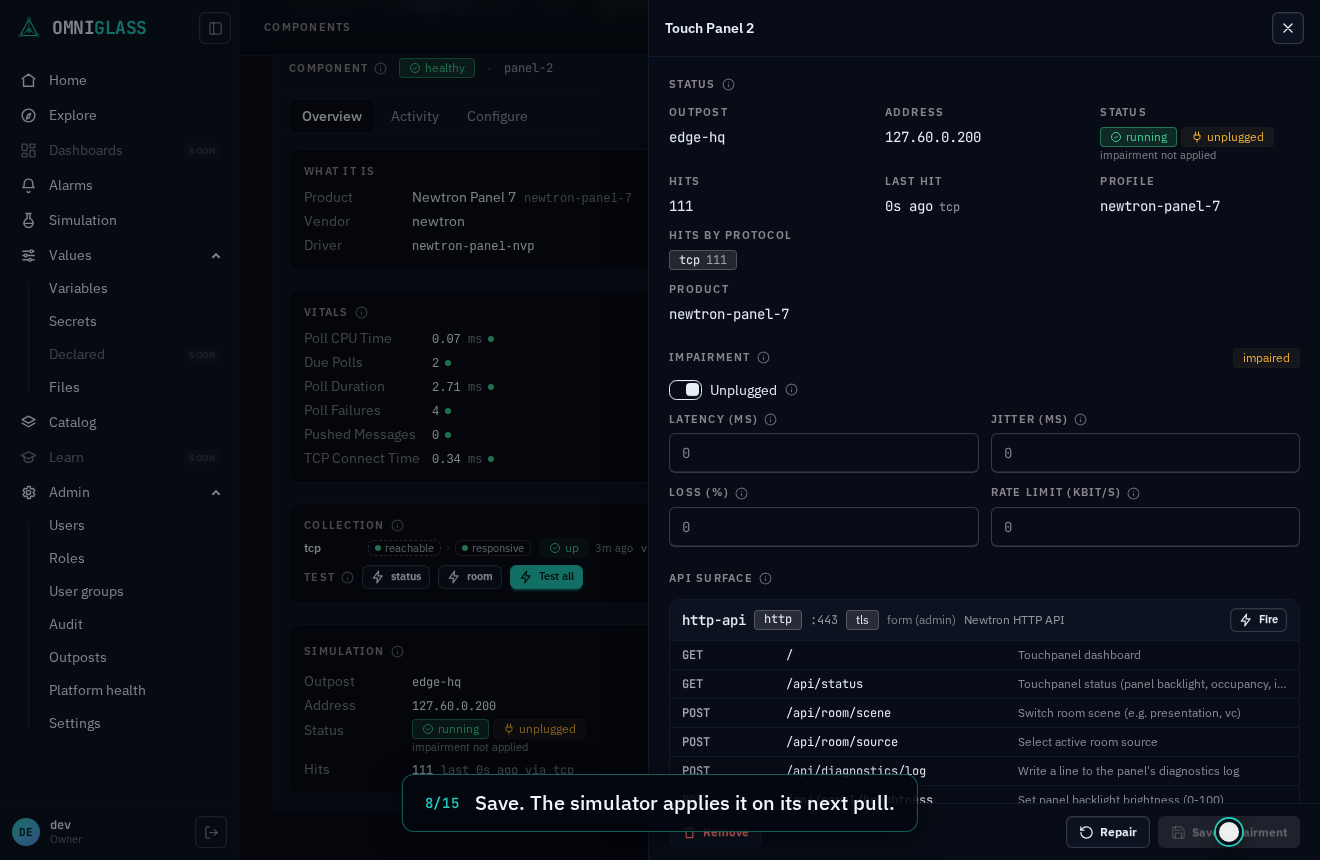 OMNIGLASS
Home
Explore
Dashboards SOON
Alarms
Simulation
Values
Variables
Secrets
Declared SOON
Files
Catalog
Learn SOON
Admin
Users
Roles
User groups
Audit
Outposts
Platform health
Settings
DE dev
Owner
COMPONENTS
COMPONENT healthy · panel-2
Overview Activity Configure
WHAT IT IS
Product Newtron Panel 7 newtron-panel-7
Vendor newtron
Driver newtron-panel-nvp
VITALS
Poll CPU Time 0.07 ms
Due Polls 2
Poll Duration 2.71 ms
Poll Failures 4
Pushed Messages 0
TCP Connect Time 0.34 ms
COLLECTION
tcp reachable responsive up 3m ago v
TEST status room Test all
SIMULATION
Outpost edge-hq
Address 127.60.0.200
Status running unplugged
impairment not applied
Hits 111 last 0s ago via tcp
Touch Panel 2
STATUS
OUTPOST ADDRESS STATUS
edge-hq 127.60.0.200 running unplugged
impairment not applied
HITS LAST HIT PROFILE
111 0s ago tcp newtron-panel-7
HITS BY PROTOCOL
tcp 111
PRODUCT
newtron-panel-7
IMPAIRMENT impaired
Unplugged
LATENCY (MS) JITTER (MS)
0 0
LOSS (%) RATE LIMIT (KBIT/S)
0 0
API SURFACE
http-api http :443 tls form (admin) Newtron HTTP API Fire
GET / Touchpanel dashboard
GET /api/status Touchpanel status (panel backlight, occupancy, i…
POST /api/room/scene Switch room scene (e.g. presentation, vc)
POST /api/room/source Select active room source
POST /api/diagnostics/log Write a line to the panel's diagnostics log
Set panel backlight brightness (0-100)
8/15 Save. The simulator applies it on its next pull.
Remove Repair